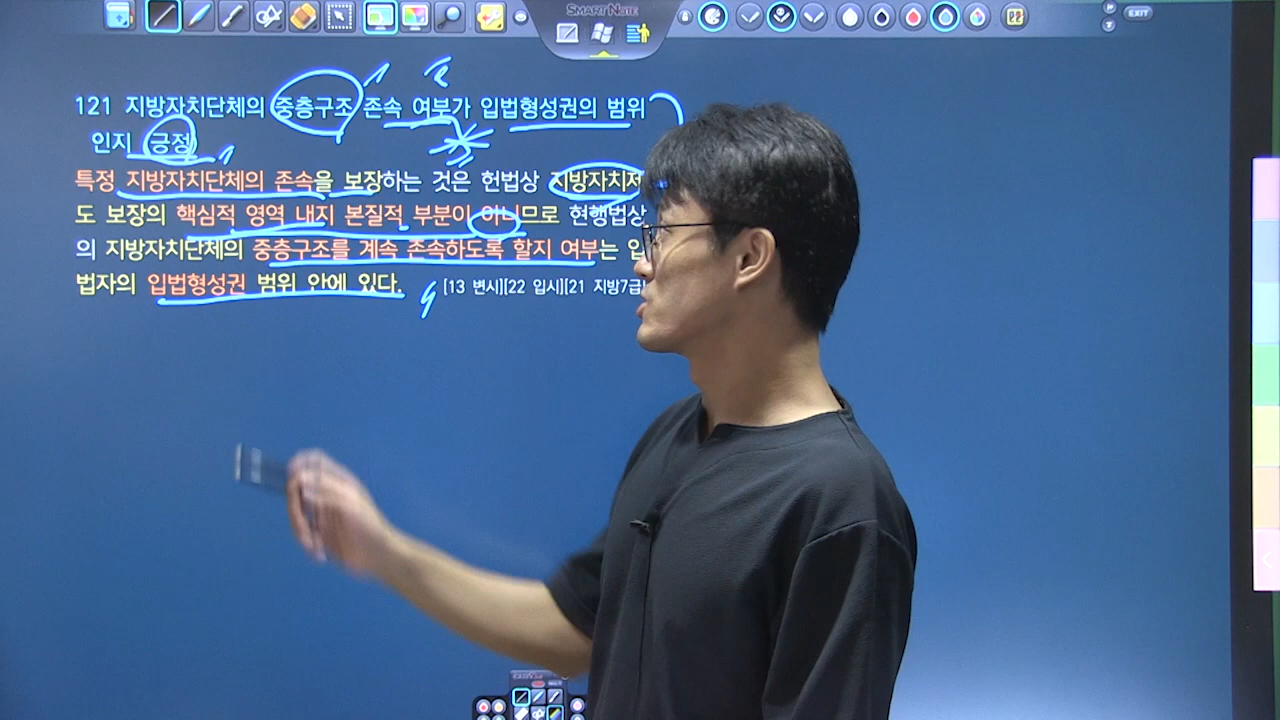 SMART NOTE
EXIT
121 지방자치단체의 중층구조 존속 여부가 입법형성권의 범위
인지 긍정
특정 지방자치단체의 존속을 보장하는 것은 헌법상 지방자치제
도 보장의 핵심적 영역 내지 본질적 부분이 아니므로 현행법상
의 지방자치단체의 중층구조를 계속 존속하도록 할지 여부는 입
법자의 입법형성권 범위 안에 있다. [13 변시][22 입시][21 지방7급]